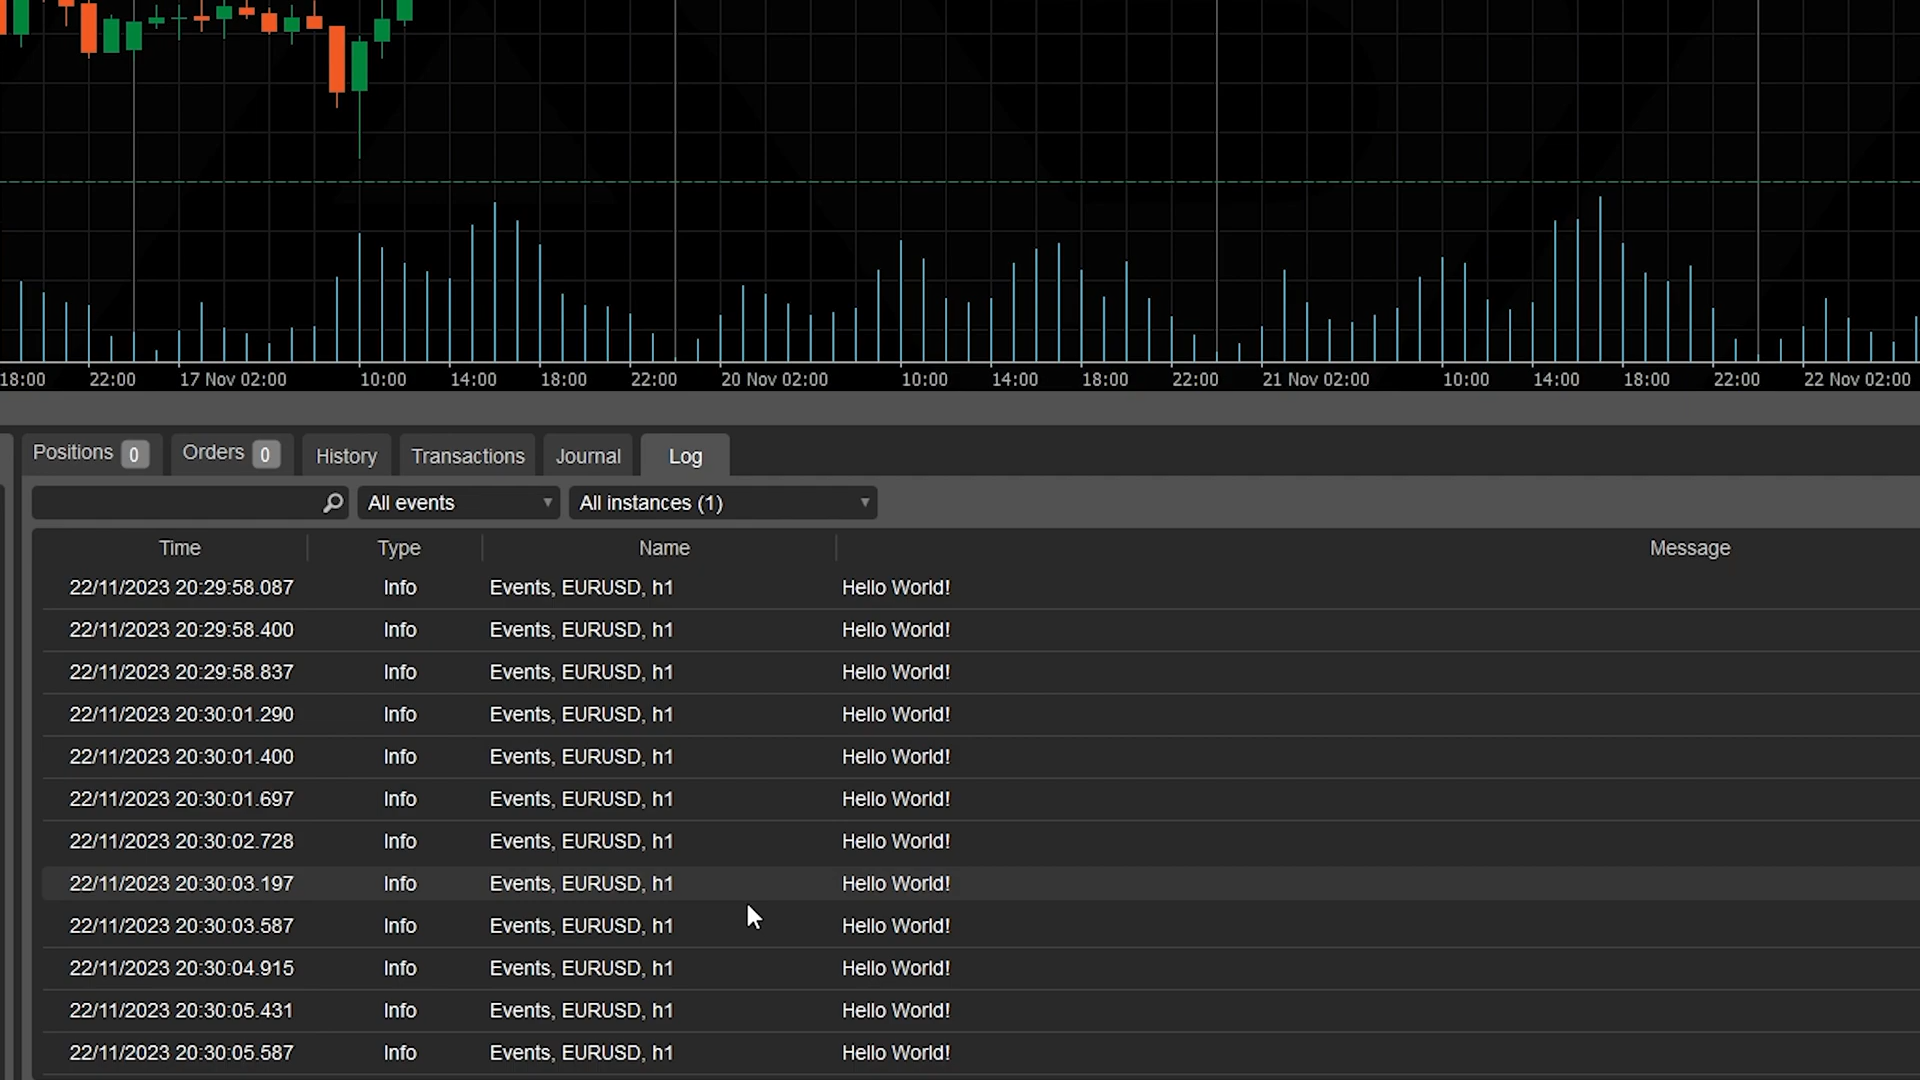 18:00 22:00 17 Nov 02:00 10:00 14:00 18:00 22:00 20 Nov 02:00 10:00 14:00 18:00 22:00 21 Nov 02:00 10:00 14:00 18:00 22:00 22 Nov 02:00
Positions 0 Orders 0 History Transactions Journal Log
All events All instances (1)
Time Type Name Message
22/11/2023 20:29:58.087 Info Events, EURUSD, h1 Hello World!
22/11/2023 20:29:58.400 Info Events, EURUSD, h1 Hello World!
22/11/2023 20:29:58.837 Info Events, EURUSD, h1 Hello World!
22/11/2023 20:30:01.290 Info Events, EURUSD, h1 Hello World!
22/11/2023 20:30:01.400 Info Events, EURUSD, h1 Hello World!
22/11/2023 20:30:01.697 Info Events, EURUSD, h1 Hello World!
22/11/2023 20:30:02.728 Info Events, EURUSD, h1 Hello World!
22/11/2023 20:30:03.197 Info Events, EURUSD, h1 Hello World!
22/11/2023 20:30:03.587 Info Events, EURUSD, h1 Hello World!
22/11/2023 20:30:04.915 Info Events, EURUSD, h1 Hello World!
22/11/2023 20:30:05.431 Info Events, EURUSD, h1 Hello World!
22/11/2023 20:30:05.587 Info Events, EURUSD, h1 Hello World!